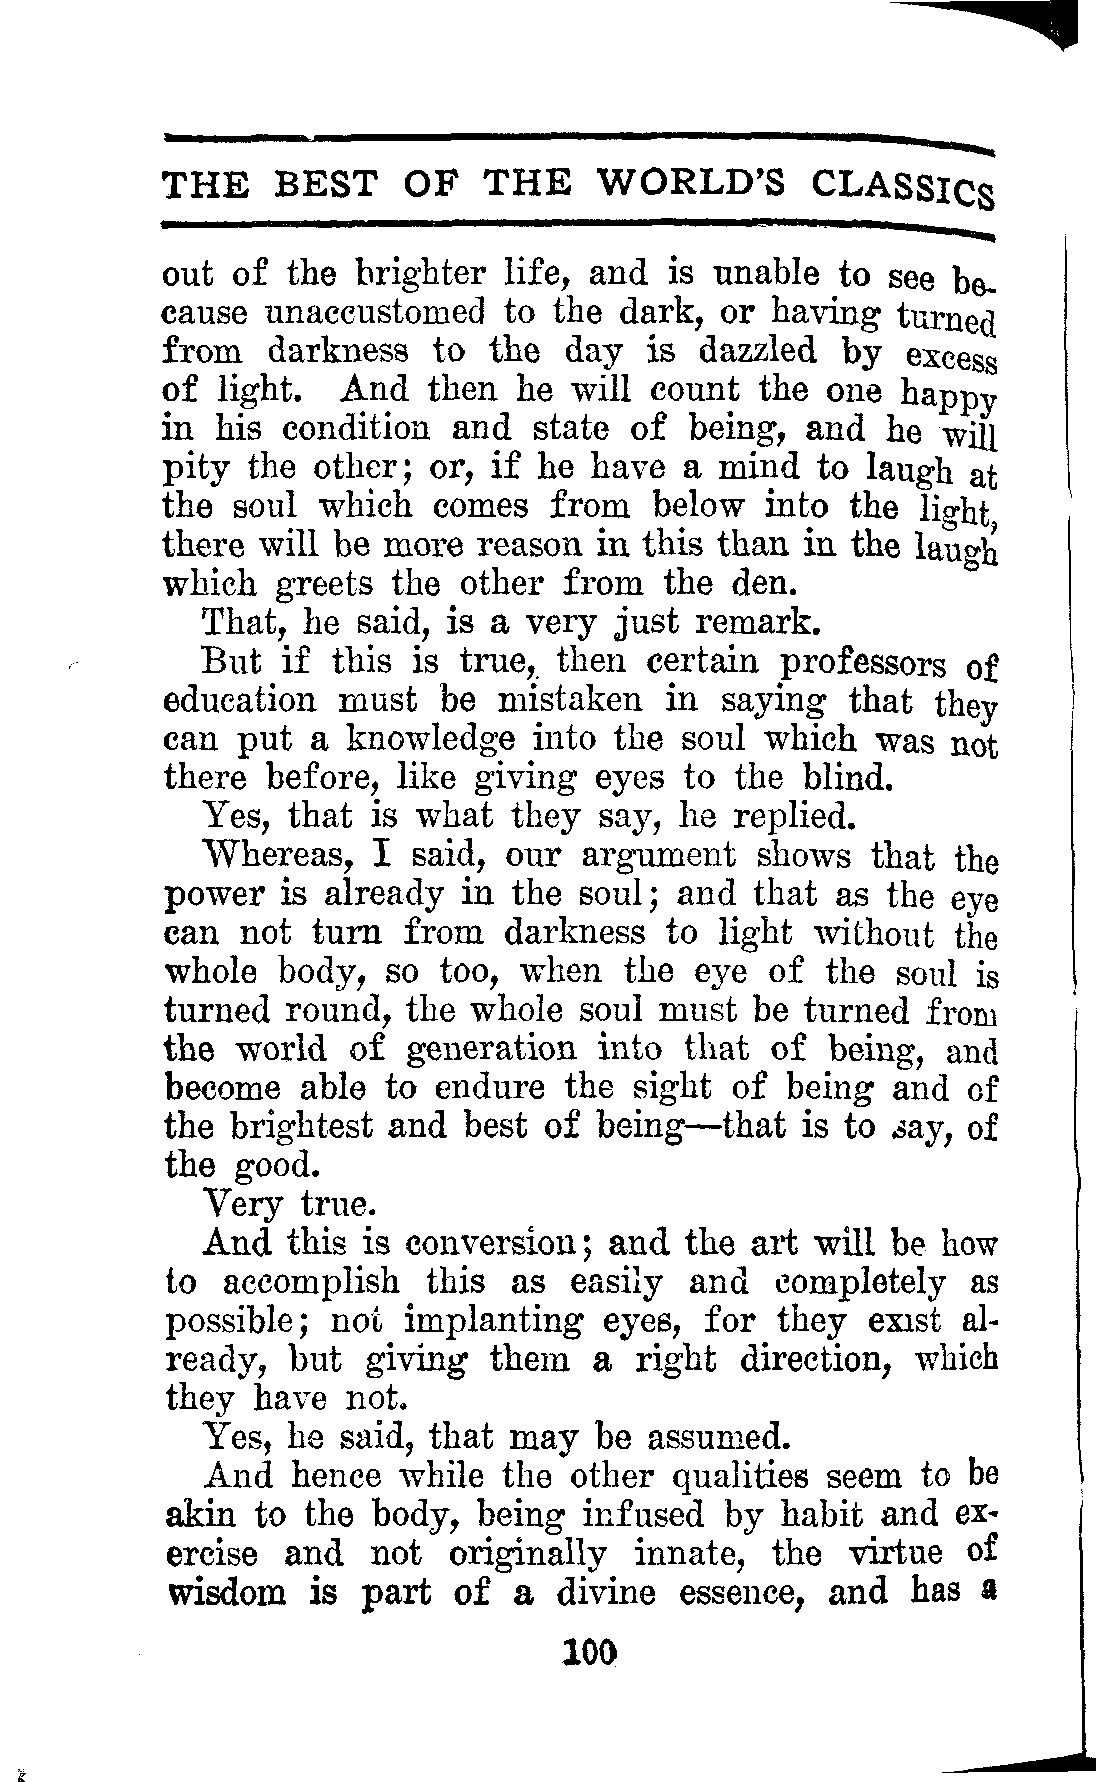 THE BEST OF THE WORLD'S CLASSICS
out of the brighter life, and is unable to see be-
cause unaccustomed to the dark, or having turned
from darkness to the day is dazzled by excess
of light. And then he will count the one happy
in his condition and state of being, and he will
pity the other; or, if he have a mind to laugh at
the soul which comes from below into the light,
there will be more reason in this than in the laugh
which greets the other from the den.
That, he said, is a very just remark.
But if this is true, then certain professors of
education must be mistaken in saying that they
can put a knowledge into the soul which was not
there before, like giving eyes to the blind.
Yes, that is what they say, he replied.
Whereas, I said, our argument shows that the
power is already in the soul; and that as the eye
can not turn from darkness to light without the
whole body, so too, when the eye of the soul is
turned round, the whole soul must be turned from
the world of generation into that of being, and
become able to endure the sight of being and of
the brightest and best of being—that is to say, of
the good.
Very true.
And this is conversion; and the art will be how
to accomplish this as easily and completely as
possible; not implanting eyes, for they exist al-
ready, but giving them a right direction, which
they have not.
Yes, he said, that may be assumed.
And hence while the other qualities seem to be
akin to the body, being infused by habit and ex-
ercise and not originally innate, the virtue of
wisdom is part of a divine essence, and has a
100